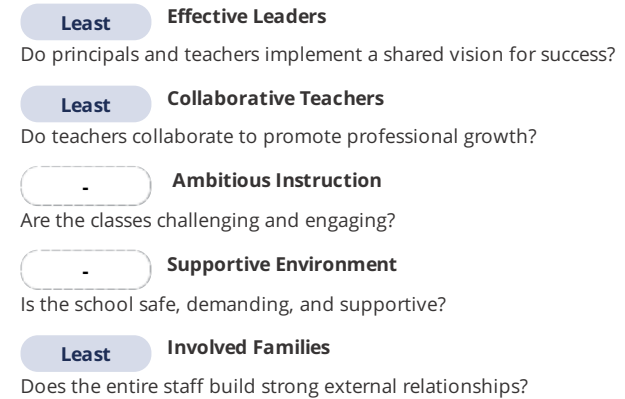 Least Effective Leaders
Do principals and teachers implement a shared vision for success?
Least Collaborative Teachers
Do teachers collaborate to promote professional growth?
- Ambitious Instruction
Are the classes challenging and engaging?
- Supportive Environment
Is the school safe, demanding, and supportive?
Least Involved Families
Does the entire staff build strong external relationships?